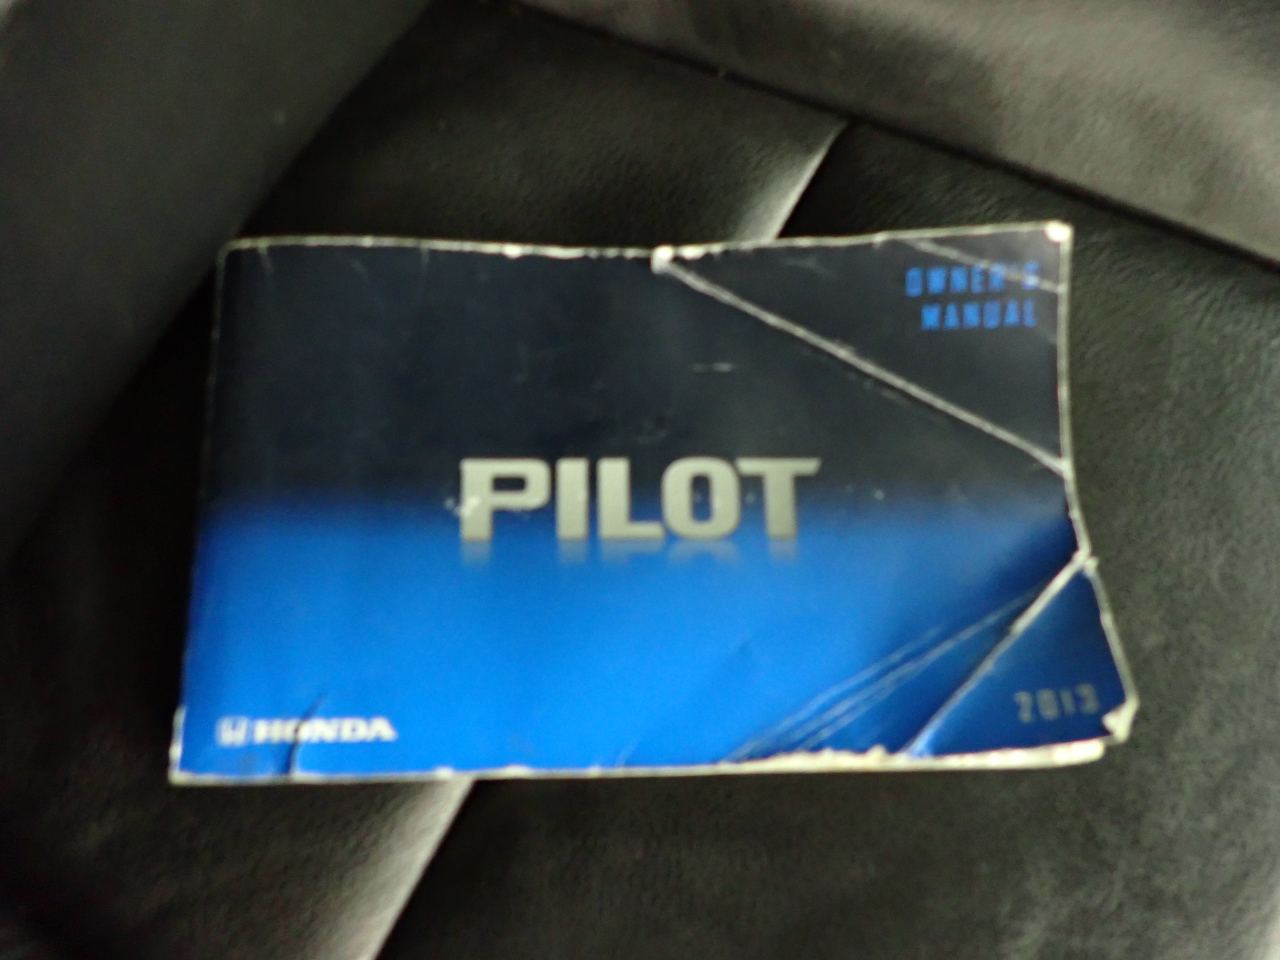 OWNER'S
MANUAL
PILOT
HONDA
2013